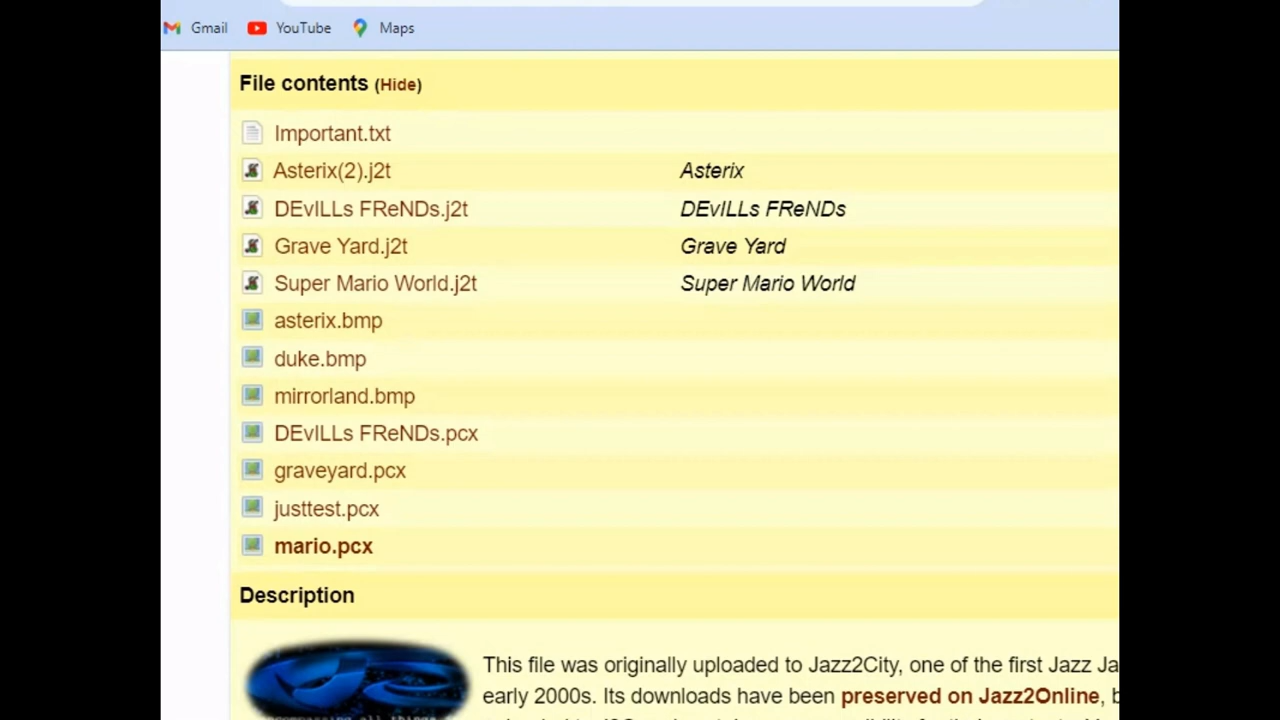 Gmail YouTube Maps
File contents (Hide)
Important.txt
Asterix(2).j2t Asterix
DEvILLs FReNDs.j2t DEvILLs FReNDs
Grave Yard.j2t Grave Yard
Super Mario World.j2t Super Mario World
asterix.bmp
duke.bmp
mirrorland.bmp
DEvILLs FReNDs.pcx
graveyard.pcx
justtest.pcx
mario.pcx
Description
This file was originally uploaded to Jazz2City, one of the first Jazz Ja
early 2000s. Its downloads have been preserved on Jazz2Online,